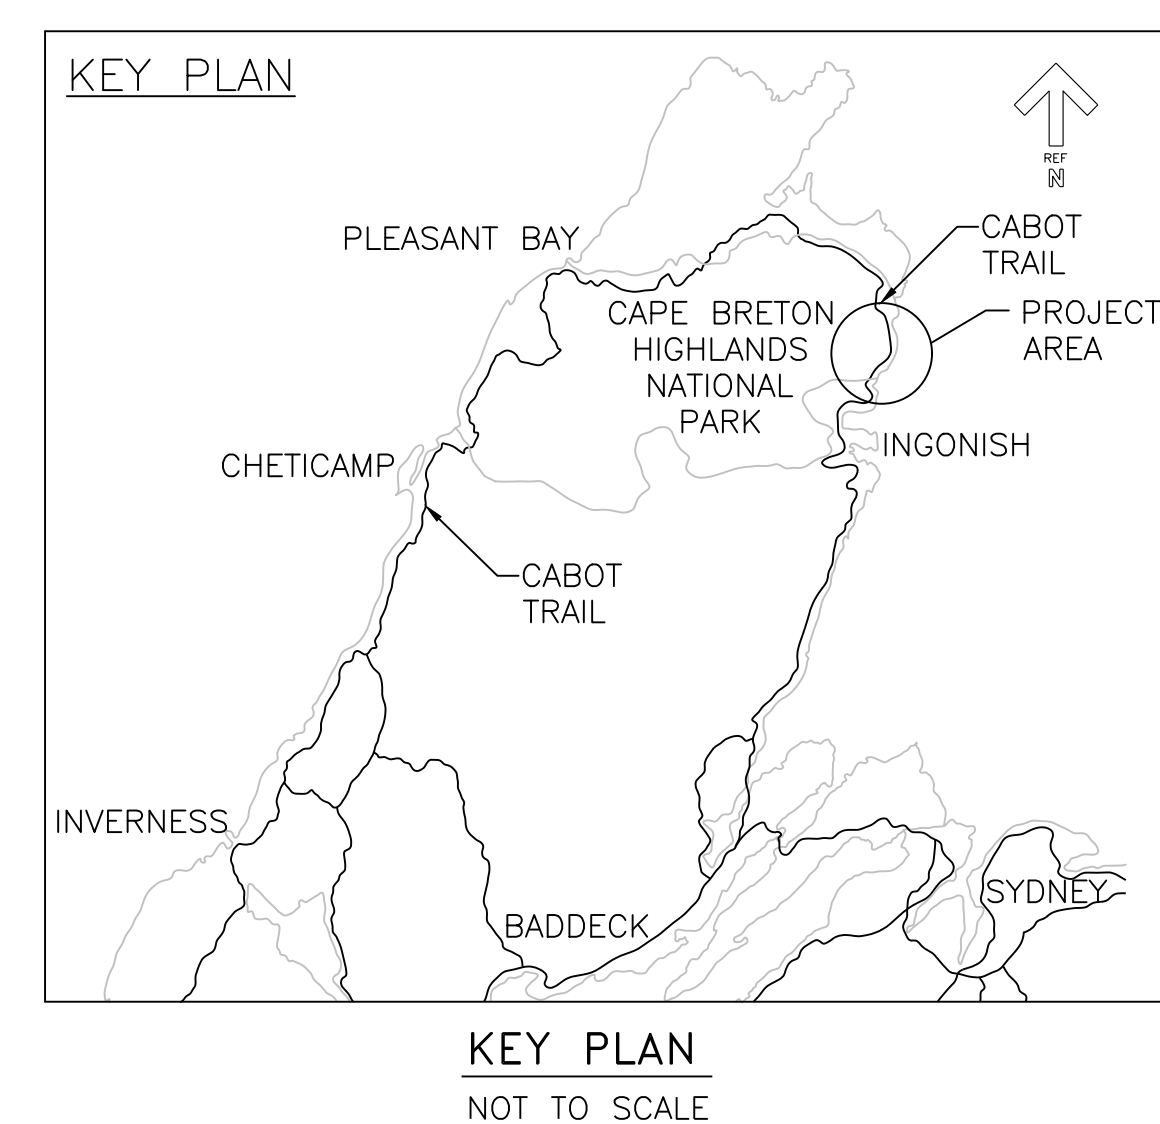 KEY PLAN
REF
N
PLEASANT BAY
CABOT
TRAIL
CAPE BRETON
HIGHLANDS
NATIONAL
PARK
PROJECT
AREA
INGONISH
CHETICAMP
CABOT
TRAIL
INVERNESS
SYDNEY
BADDECK
KEY PLAN
NOT TO SCALE